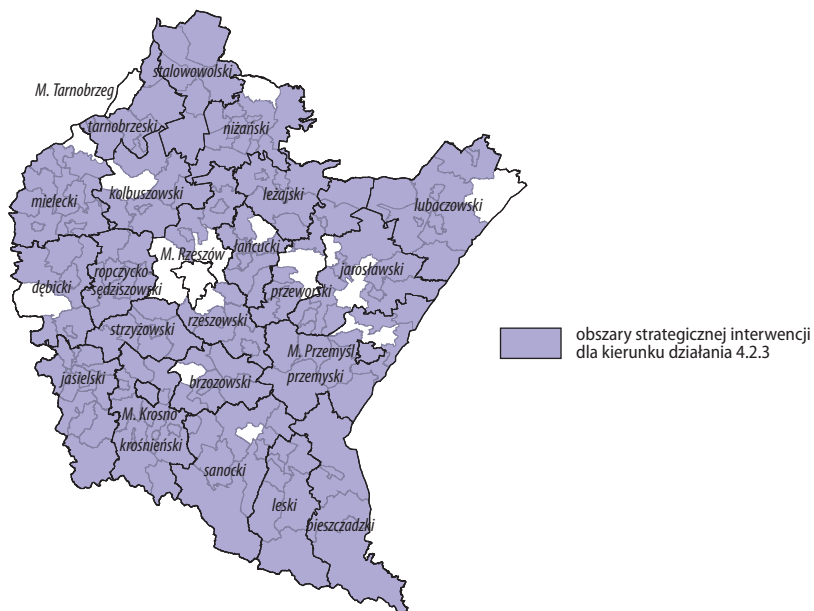 stalowowolski
M. Tarnobrzeg
tarnobrzeski
niżański
mielecki
kolbuszowski
leżajski
lubaczowski
M. Rzeszów
łańcucki
jarosławski
dębicki
ropczycko-
sędziszowski
przeworski
rzeszowski
strzyżowski
obszary strategicznej interwencji
dla kierunku działania 4.2.3
M. Przemyśl
przemyski
jasielski
brzozowski
M. Krosno
krośnieński
sanocki
leski
bieszczadzki